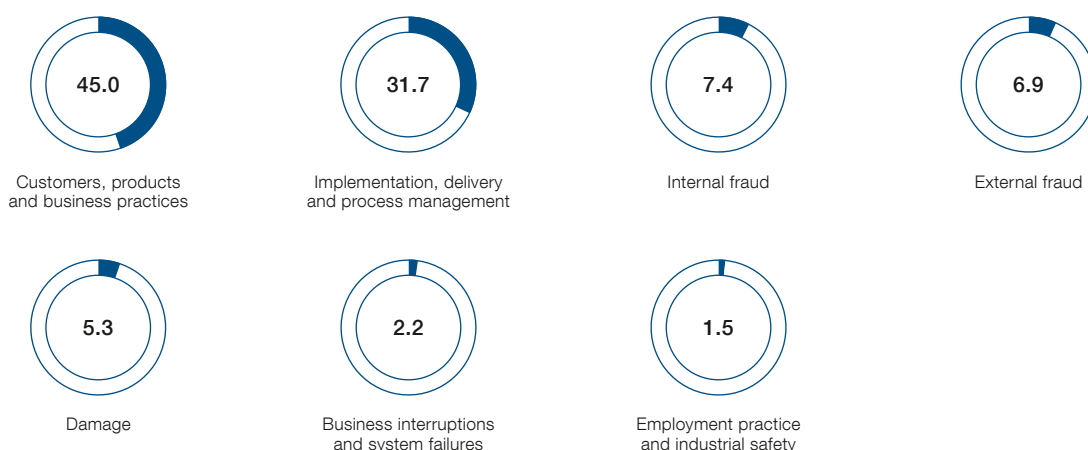 45.0
31.7
7.4
6.9
Customers, products
and business practices
Implementation, delivery
and process management
Internal fraud
External fraud
5.3
2.2
1.5
Damage
Business interruptions
and system failures
Employment practice
and industrial safety